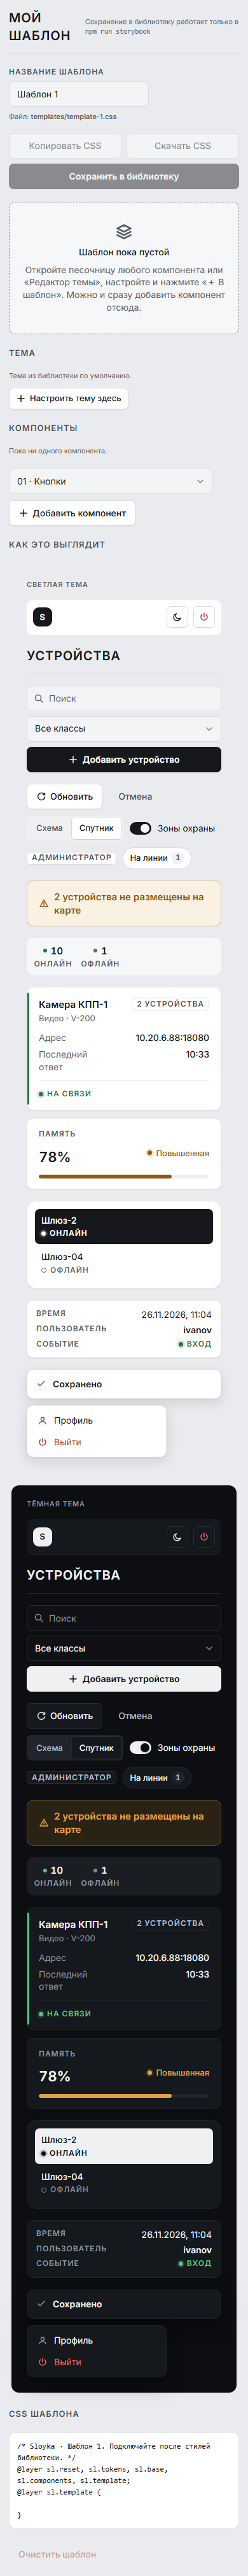 МОЙ
ШАБЛОН
Сохранение в библиотеку работает только в
npm run storybook
НАЗВАНИЕ ШАБЛОНА
Шаблон 1
Файл: templates/template-1.css
Копировать CSS
Скачать CSS
Сохранить в библиотеку
Шаблон пока пустой
Откройте песочницу любого компонента или
«Редактор темы», настройте и нажмите «+ В
шаблон». Можно и сразу добавить компонент
отсюда.
ТЕМА
Тема из библиотеки по умолчанию.
Настроить тему здесь
КОМПОНЕНТЫ
Пока ни одного компонента.
01 · Кнопки
Добавить компонент
КАК ЭТО ВЫГЛЯДИТ
СВЕТЛАЯ ТЕМА
S
УСТРОЙСТВА
Поиск
Все классы
Добавить устройство
Обновить
Отмена
Схема
Спутник
Зоны охраны
АДМИНИСТРАТОР
На линии 1
2 устройства не размещены на
карте
10
ОНЛАЙН
1
ОФЛАЙН
Камера КПП-1
2 УСТРОЙСТВА
Видео · V-200
Адрес 10.20.6.88:18080
Последний
ответ
10:33
НА СВЯЗИ
ПАМЯТЬ
78%
Повышенная
Шлюз-2
ОНЛАЙН
Шлюз-04
ОФЛАЙН
ВРЕМЯ 26.11.2026, 11:04
ПОЛЬЗОВАТЕЛЬ ivanov
СОБЫТИЕ ВХОД
Сохранено
Профиль
Выйти
ТЁМНАЯ ТЕМА
S
УСТРОЙСТВА
Поиск
Все классы
Добавить устройство
Обновить
Отмена
Схема
Спутник
Зоны охраны
АДМИНИСТРАТОР
На линии 1
2 устройства не размещены на
карте
10
ОНЛАЙН
1
ОФЛАЙН
Камера КПП-1
2 УСТРОЙСТВА
Видео · V-200
Адрес 10.20.6.88:18080
Последний
ответ
10:33
НА СВЯЗИ
ПАМЯТЬ
78%
Повышенная
Шлюз-2
ОНЛАЙН
Шлюз-04
ОФЛАЙН
ВРЕМЯ 26.11.2026, 11:04
ПОЛЬЗОВАТЕЛЬ ivanov
СОБЫТИЕ ВХОД
Сохранено
Профиль
Выйти
CSS ШАБЛОНА
/* Sloyka · Шаблон 1. Подключайте после стилей
библиотеки. */
@layer sl.reset, sl.tokens, sl.base,
sl.components, sl.template;
@layer sl.template {
}
Очистить шаблон